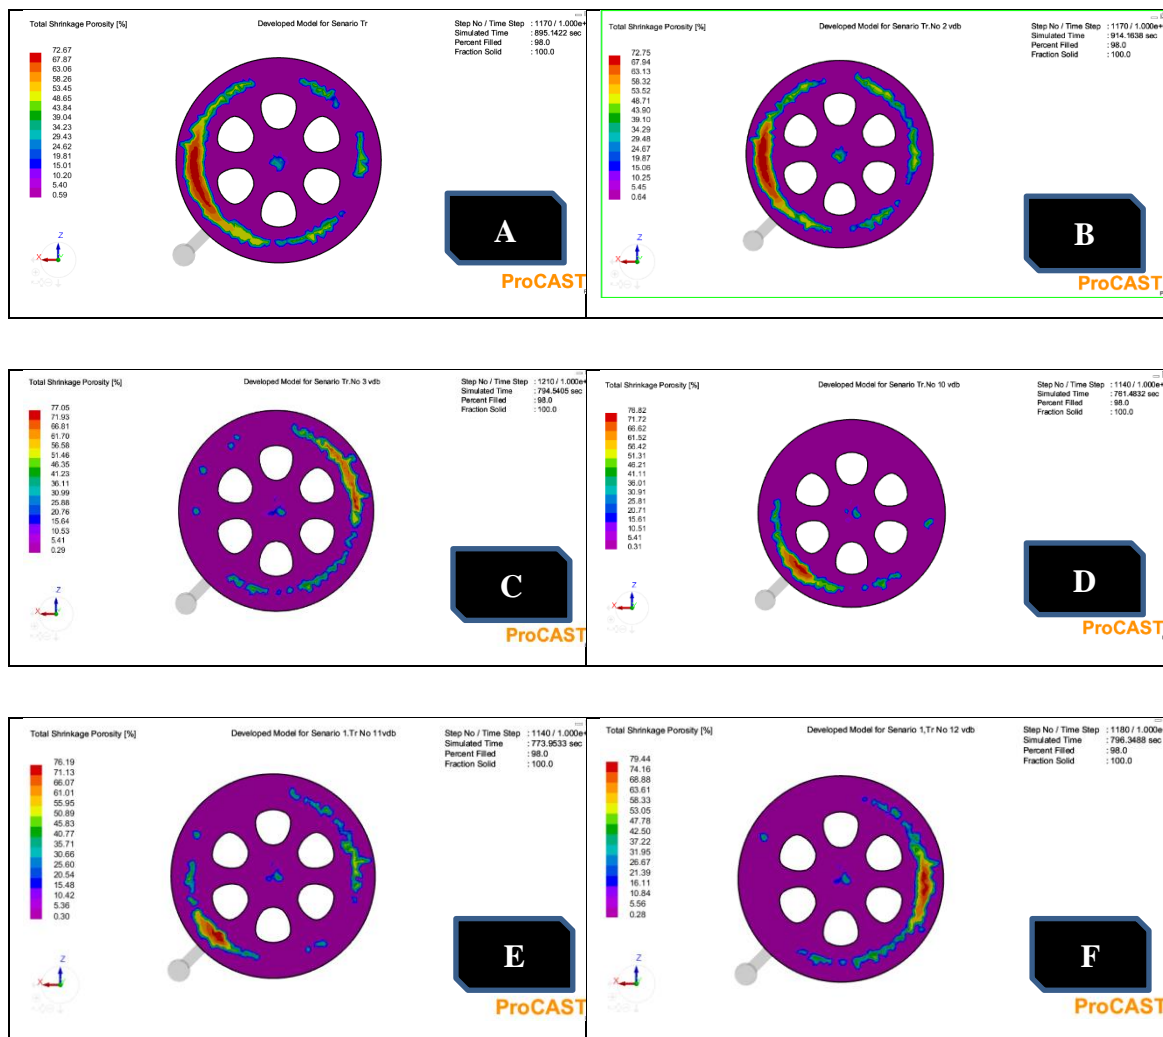 Total Shrinkage Porosity [%]
Developed Model for Senario Tr
Step No / Time Step : 1170 / 1.000e+
Simulated Time : 895.1422 sec
Percent Filled : 98.0
Fraction Solid : 100.0
72.67
67.87
63.06
58.26
53.45
48.65
43.84
39.04
34.23
29.43
24.62
19.81
15.01
10.20
5.40
0.59
Z
X
A
ProCAST
Total Shrinkage Porosity [%]
Developed Model for Senario Tr.No 2 vdb
Step No / Time Step : 1170 / 1.000e+
Simulated Time : 914.1638 sec
Percent Filled : 98.0
Fraction Solid : 100.0
72.75
67.94
63.13
58.32
53.52
48.71
43.90
39.10
34.29
29.48
24.67
19.87
15.06
10.25
5.45
0.64
Z
X
B
ProCAST
Total Shrinkage Porosity [%]
Developed Model for Senario Tr.No 3 vdb
Step No / Time Step : 1210 / 1.000e+
Simulated Time : 794.5405 sec
Percent Filled : 98.0
Fraction Solid : 100.0
77.05
71.93
66.81
61.70
56.58
51.46
46.35
41.23
36.11
30.99
25.88
20.76
15.64
10.53
5.41
0.29
Z
X
C
ProCAST
Total Shrinkage Porosity [%]
Developed Model for Senario Tr.No 10 vdb
Step No / Time Step : 1140 / 1.000e+
Simulated Time : 761.4832 sec
Percent Filled : 98.0
Fraction Solid : 100.0
76.82
71.72
66.62
61.52
56.42
51.31
46.21
41.11
36.01
30.91
25.81
20.71
15.61
10.51
5.41
0.31
Z
X
D
ProCAST
Total Shrinkage Porosity [%]
Developed Model for Senario 1.Tr No 11vdb
Step No / Time Step : 1140 / 1.000e+
Simulated Time : 773.9533 sec
Percent Filled : 98.0
Fraction Solid : 100.0
76.19
71.13
66.07
61.01
55.95
50.89
45.83
40.77
35.71
30.66
25.60
20.54
15.48
10.42
5.36
0.30
Z
X
E
ProCAST
Total Shrinkage Porosity [%]
Developed Model for Senario 1,Tr No 12 vdb
Step No / Time Step : 1180 / 1.000e
Simulated Time : 796.3488 sec
Percent Filled : 98.0
Fraction Solid : 100.0
79.44
74.16
68.88
63.61
58.33
53.05
47.78
42.50
37.22
31.95
26.67
21.39
16.11
10.84
5.56
0.28
Z
X
F
ProCAST